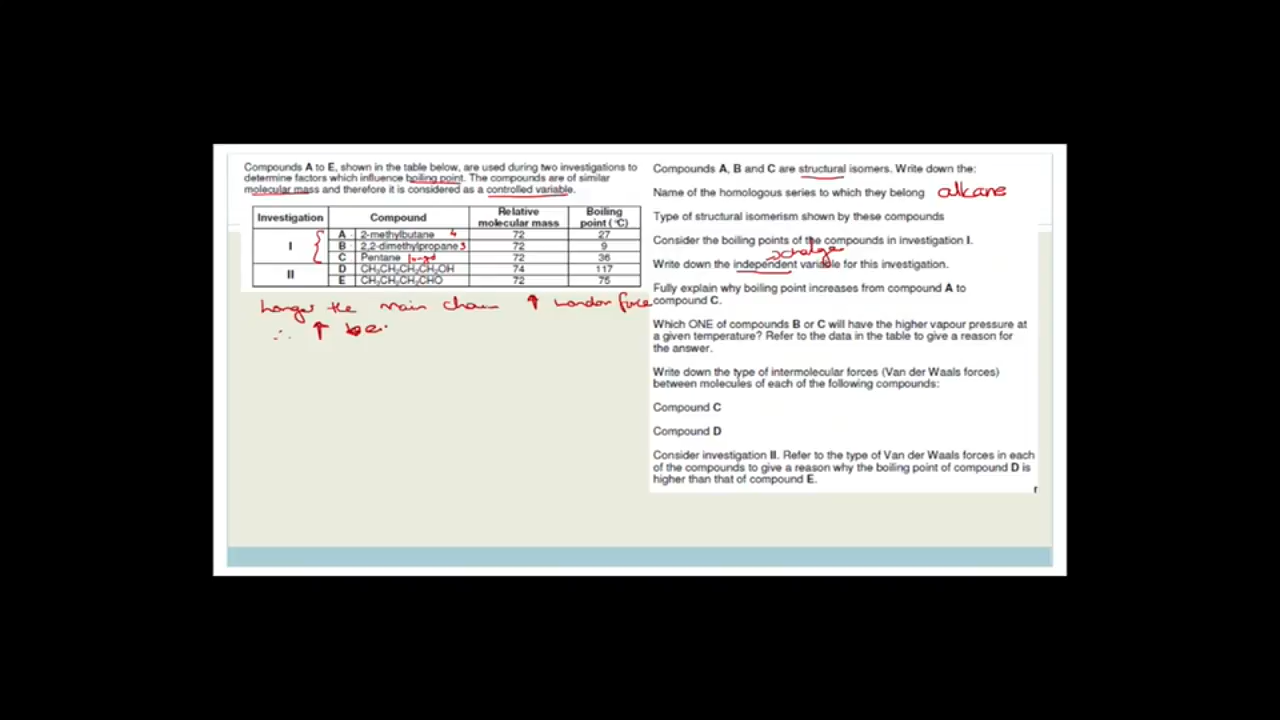 Compounds A to E, shown in the table below, are used during two investigations to
determine factors which influence boiling point. The compounds are of similar
molecular mass and therefore it is considered as a controlled variable.
Investigation Compound Relative molecular mass Boiling point (°C)
I A 2-methylbutane 4 72 27
B 2,2-dimethylpropane 3 72 9
C Pentane 72 36
II D CH₃CH₂CH₂CH₂OH 74 117
E CH₃CH₂CH₂CHO 72 75
Longer the main chain ↑ London force
∴ ↑
Compounds A, B and C are structural isomers. Write down the:
Name of the homologous series to which they belong alkane
Type of structural isomerism shown by these compounds
Consider the boiling points of the compounds in investigation I.
Write down the independent variable for this investigation.
Fully explain why boiling point increases from compound A to
compound C.
Which ONE of compounds B or C will have the higher vapour pressure at
a given temperature? Refer to the data in the table to give a reason for
the answer.
Write down the type of intermolecular forces (Van der Waals forces)
between molecules of each of the following compounds:
Compound C
Compound D
Consider investigation II. Refer to the type of Van der Waals forces in each
of the compounds to give a reason why the boiling point of compound D is
higher than that of compound E.